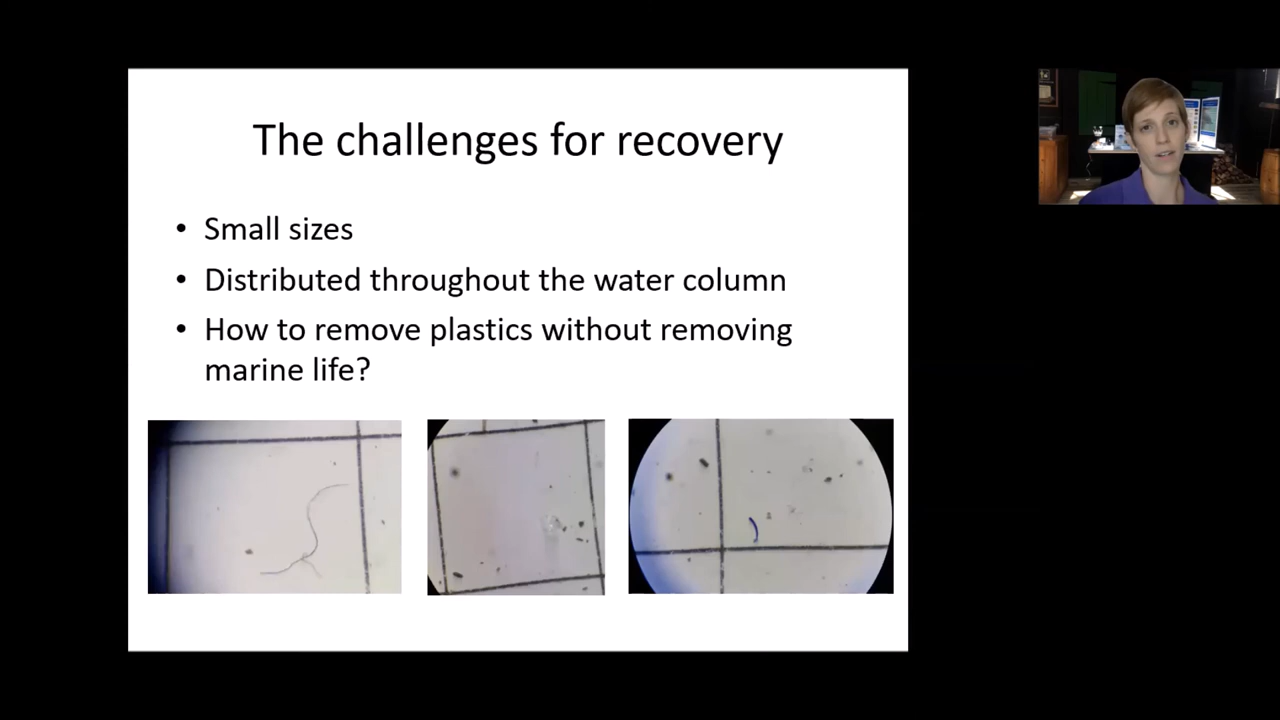 The challenges for recovery
• Small sizes
• Distributed throughout the water column
• How to remove plastics without removing
marine life?